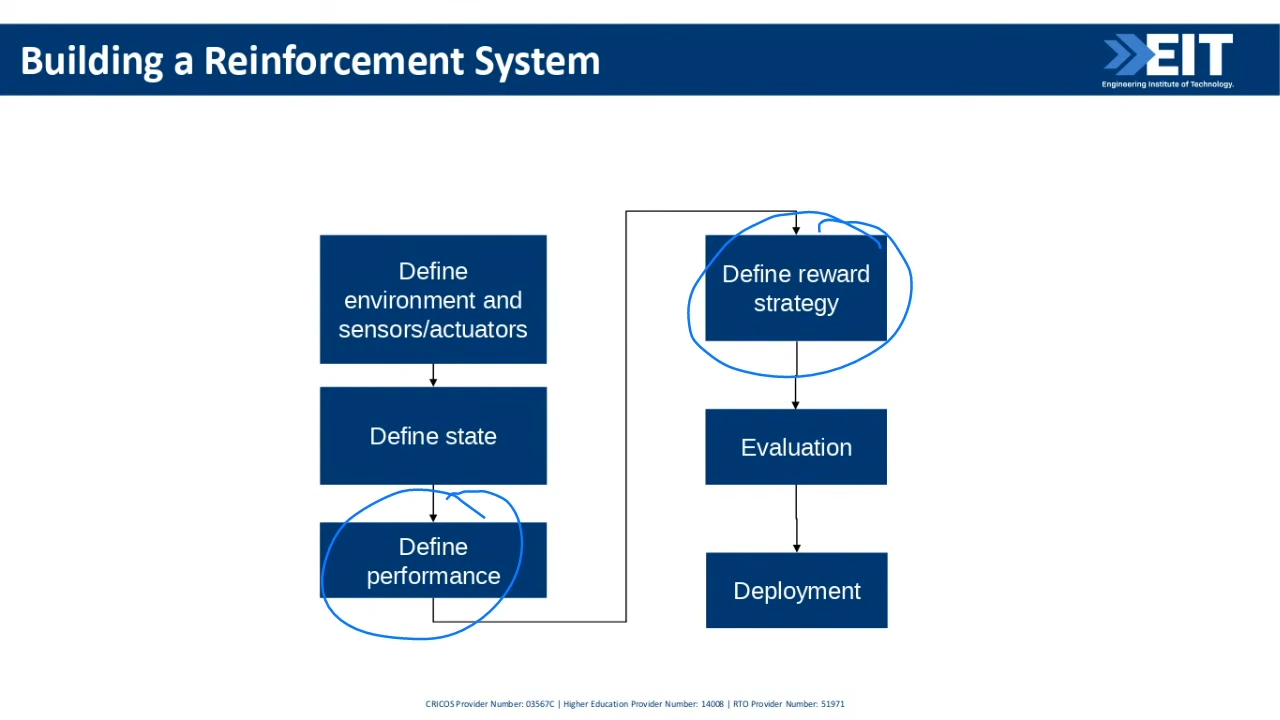 Building a Reinforcement System
EIT
Engineering Institute of Technology.
Define
environment and
sensors/actuators
Define state
Define
performance
Define reward
strategy
Evaluation
Deployment
CRICOS Provider Number: 03567C | Higher Education Provider Number: 14008 | RTO Provider Number: 51971